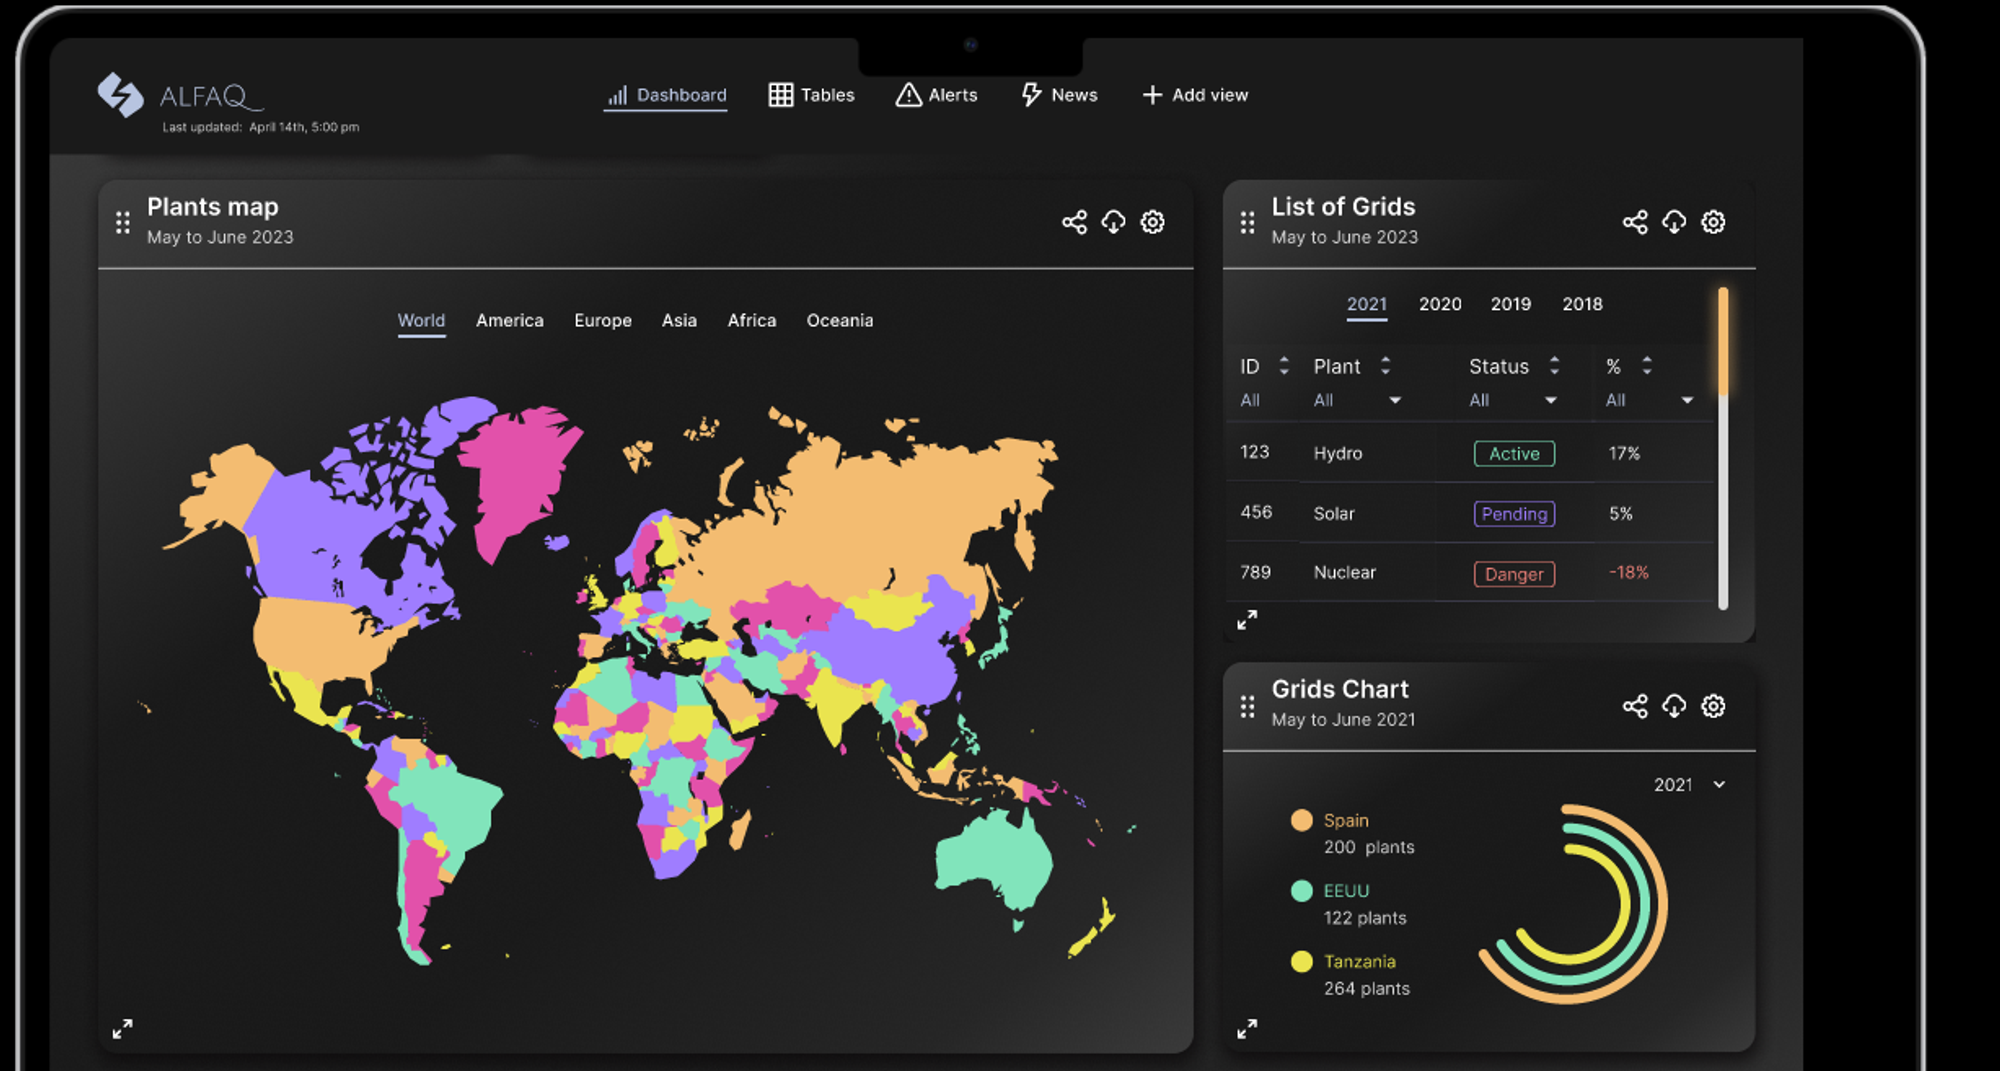 ALFAQ
Last updated: April 14th, 5:00 pm
Dashboard
Tables
Alerts
News
Add view
Plants map
May to June 2023
World America Europe Asia Africa Oceania
List of Grids
May to June 2023
2021 2020 2019 2018
ID Plant Status %
All All All All
123 Hydro Active 17%
456 Solar Pending 5%
789 Nuclear Danger -18%
Grids Chart
May to June 2021
2021
Spain
200 plants
EEUU
122 plants
Tanzania
264 plants